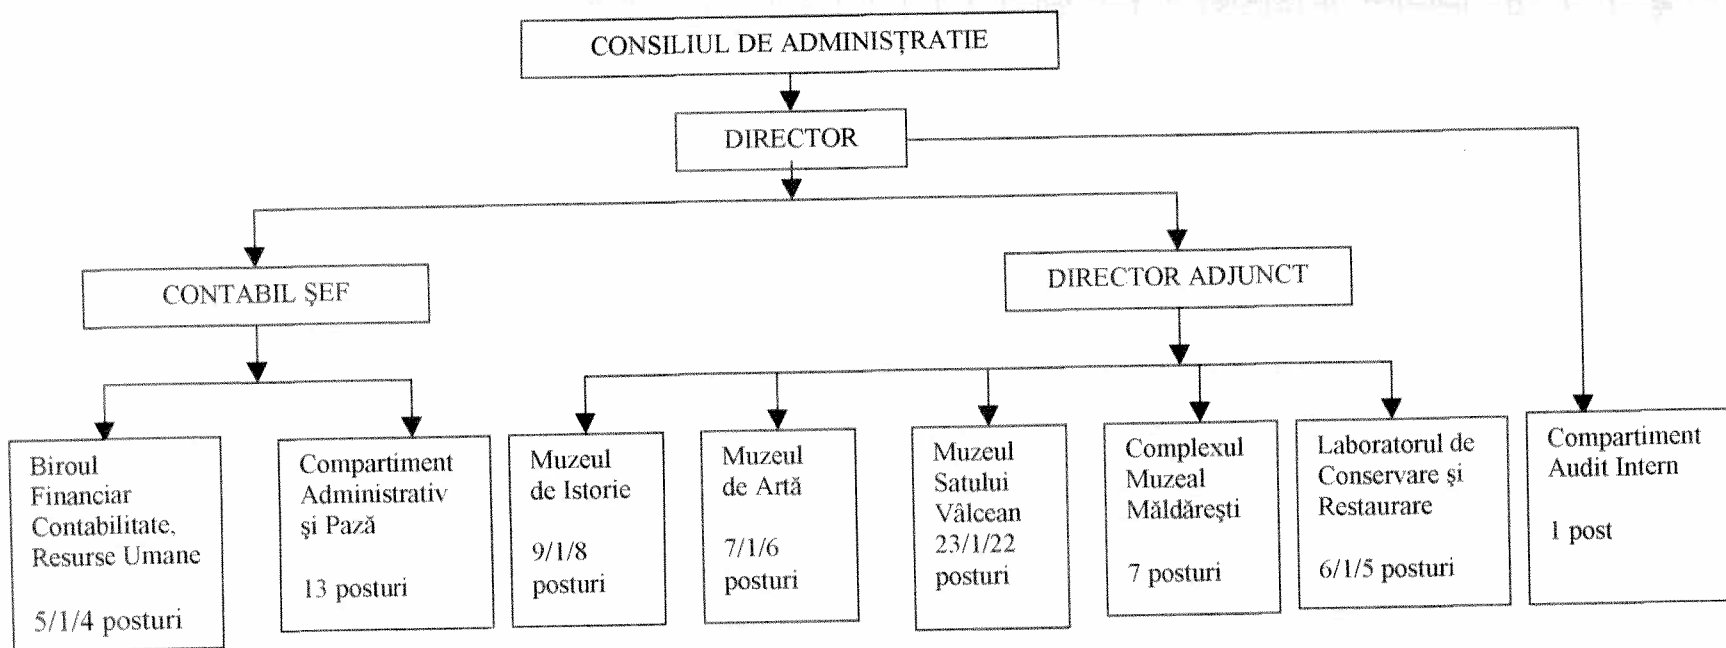 CONSILIUL DE ADMINISTRAŢIE
DIRECTOR
CONTABIL ŞEF
DIRECTOR ADJUNCT
Biroul
Financiar
Contabilitate,
Resurse Umane
5/1/4 posturi
Compartiment
Administrativ
şi Pază
13 posturi
Muzeul
de Istorie
9/1/8
posturi
Muzeul
de Artă
7/1/6
posturi
Muzeul
Satului
Vâlcean
23/1/22
posturi
Complexul
Muzeal
Măldăreşti
7 posturi
Laboratorul de
Conservare şi
Restaurare
6/1/5 posturi
Compartiment
Audit Intern
1 post